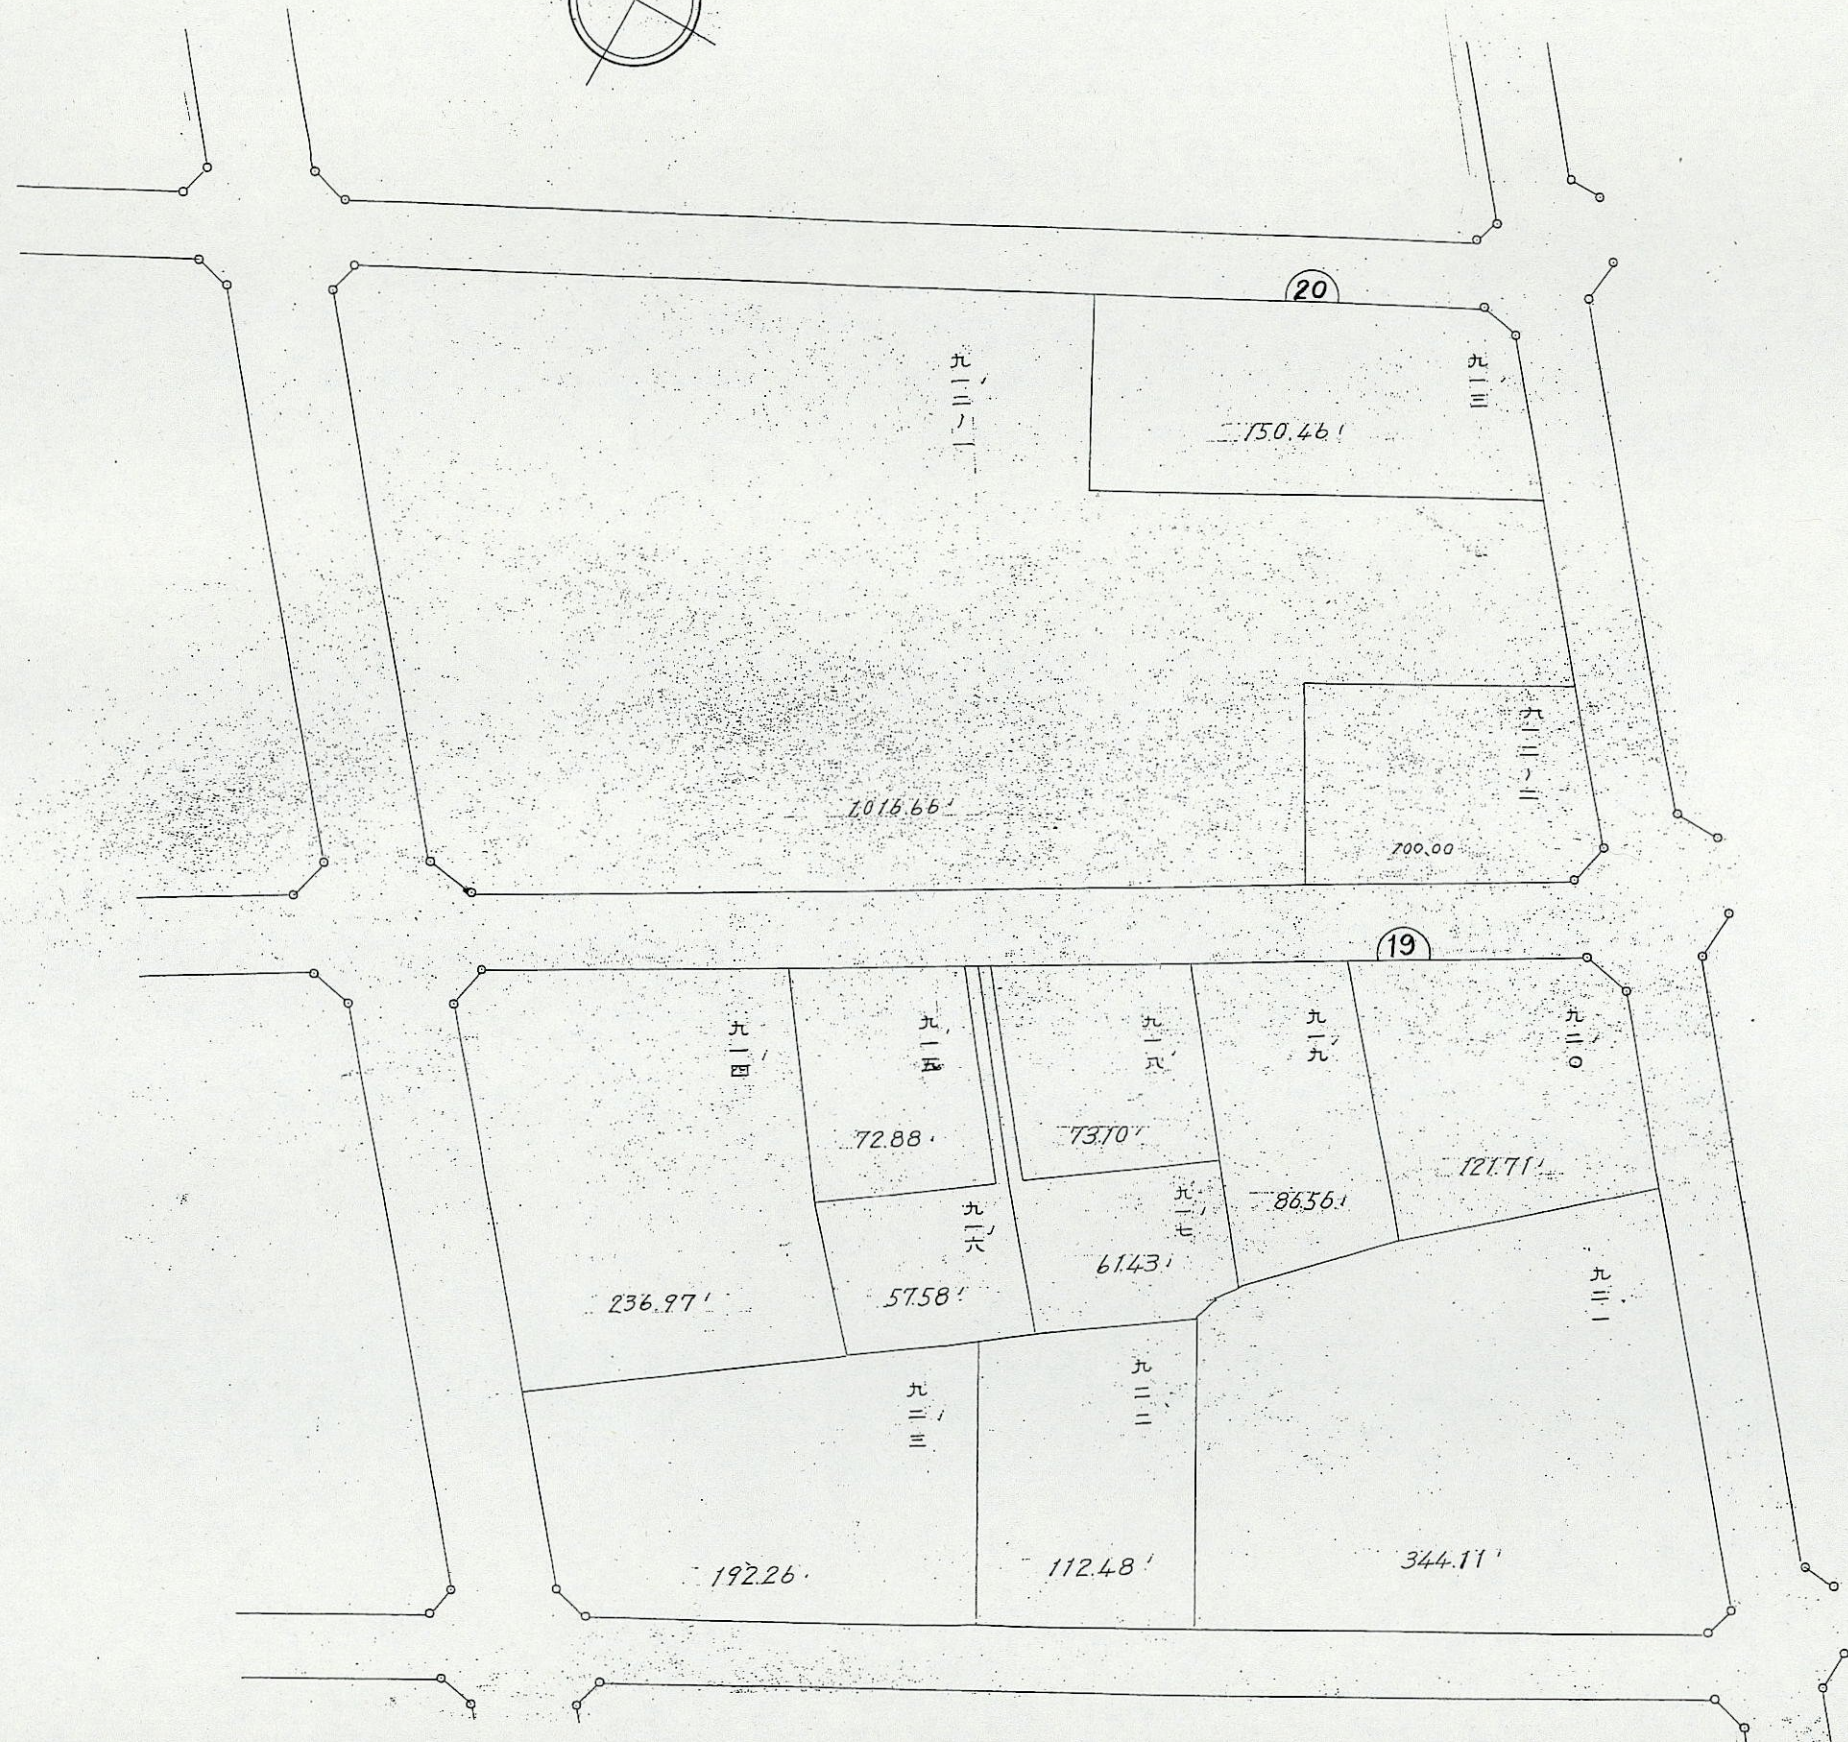 20
九一二ノ一
九一三
150.46
九一二ノ二
1016.66
100.00
19
九一四
九一五
九一八
九一九
九二〇
72.88
73.10
121.71
九一六
九一七
86.56
236.97
57.58
61.43
九二一
九二三
九二二
192.26
112.48
344.11